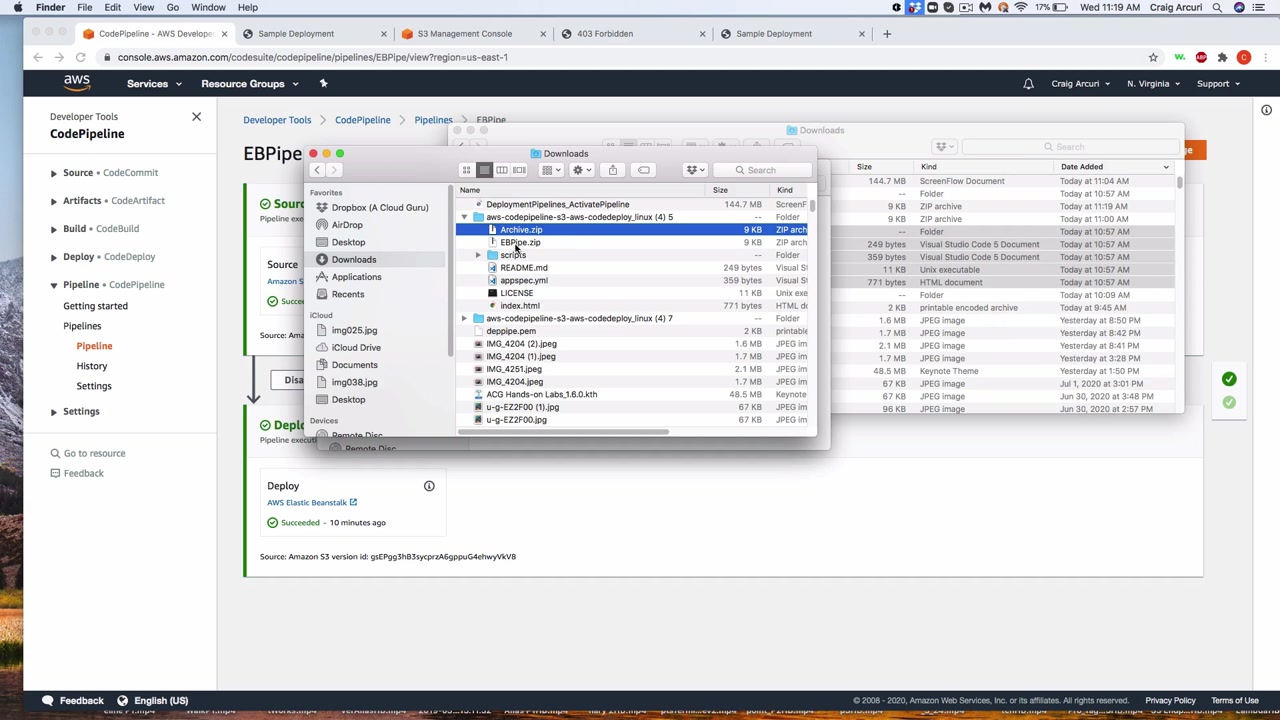 Finder File Edit View Go Window Help 17% Wed 11:19 AM Craig Arcuri
CodePipeline - AWS Develope Sample Deployment S3 Management Console 403 Forbidden Sample Deployment
console.aws.amazon.com/codesuite/codepipeline/pipelines/EBPipe/view?region=us-east-1
aws Services Resource Groups Craig Arcuri N. Virginia Support
Developer Tools
CodePipeline
Source • CodeCommit
Artifacts • CodeArtifact
Build • CodeBuild
Deploy • CodeDeploy
Pipeline • CodePipeline
Getting started
Pipelines
Pipeline
History
Settings
Settings
Go to resource
Feedback
Developer Tools CodePipeline Pipelines EBPipe
EBPipe
Sour
Pipeline exec
Source
Amazon S
Succe
Source: Am
Disa
Deplo
Pipeline execut
Deploy
AWS Elastic Beanstalk
Succeeded - 10 minutes ago
Source: Amazon S3 version id: gsEPgg3hB3sycprzA6gppuG4ehwyVkVB
Downloads
Search
Size Kind Date Added
144.7 MB ScreenFlow Document Today at 11:04 AM
-- Folder Today at 10:57 AM
9 KB ZIP archive Today at 11:19 AM
9 KB ZIP archive Today at 11:00 AM
-- Folder Today at 10:57 AM
249 bytes Visual Studio Code 5 Document Today at 10:57 AM
359 bytes Visual Studio Code 5 Document Today at 10:57 AM
11 KB Unix executable Today at 10:57 AM
771 bytes HTML document Today at 10:57 AM
-- Folder Today at 10:09 AM
2 KB printable encoded archive Today at 9:45 AM
1.6 MB JPEG image Yesterday at 8:50 PM
1.7 MB JPEG image Yesterday at 8:42 PM
2.1 MB JPEG image Yesterday at 8:41 PM
1.7 MB JPEG image Yesterday at 3:28 PM
48.5 MB Keynote Theme Yesterday at 1:50 PM
67 KB JPEG image Jul 1, 2020 at 3:01 PM
67 KB JPEG image Jun 30, 2020 at 3:48 PM
96 KB JPEG image Jun 30, 2020 at 2:57 PM
Downloads
Search
Favorites
Dropbox (A Cloud Guru)
AirDrop
Desktop
Downloads
Applications
Recents
iCloud
img025.jpg
iCloud Drive
Documents
img038.jpg
Desktop
Devices
Remote Disc
Remote Disc
Name Size Kind
DeploymentPipelines_ActivatePipeline 144.7 MB ScreenF
aws-codepipeline-s3-aws-codedeploy_linux (4) 5 -- Folder
Archive.zip 9 KB ZIP arch
EBPipe.zip 9 KB ZIP arch
scripts -- Folder
README.md 249 bytes Visual St
appspec.yml 359 bytes Visual St
LICENSE 11 KB Unix exe
index.html 771 bytes HTML do
aws-codepipeline-s3-aws-codedeploy_linux (4) 7 -- Folder
deppipe.pem 2 KB printable
IMG_4204 (2).jpeg 1.6 MB JPEG im
IMG_4204 (1).jpeg 1.7 MB JPEG im
IMG_4251.jpeg 2.1 MB JPEG im
IMG_4204.jpeg 1.7 MB JPEG im
ACG Hands-on Labs_1.6.0.kth 48.5 MB Keynote
u-g-EZ2F00 (1).jpg 67 KB JPEG im
u-g-EZ2F00.jpg 67 KB JPEG im
Feedback English (US) © 2008 - 2020, Amazon Web Services, Inc. or its affiliates. All rights reserved. Privacy Policy Terms of Use